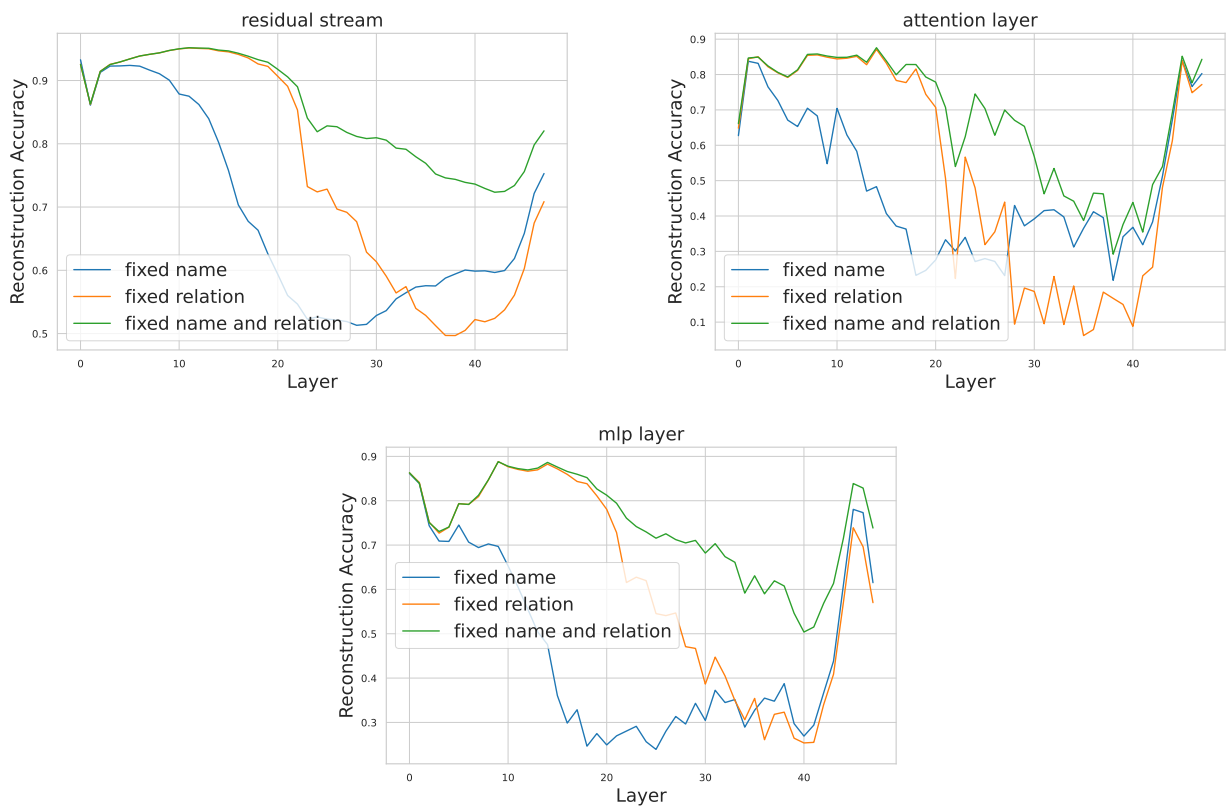 residual stream
Reconstruction Accuracy
0.9
0.8
0.7
0.6
0.5
fixed name
fixed relation
fixed name and relation
0 10 20 30 40
Layer
attention layer
Reconstruction Accuracy
0.9
0.8
0.7
0.6
0.5
0.4
0.3
0.2
0.1
fixed name
fixed relation
fixed name and relation
0 10 20 30 40
Layer
mlp layer
Reconstruction Accuracy
0.9
0.8
0.7
0.6
0.5
0.4
0.3
fixed name
fixed relation
fixed name and relation
0 10 20 30 40
Layer